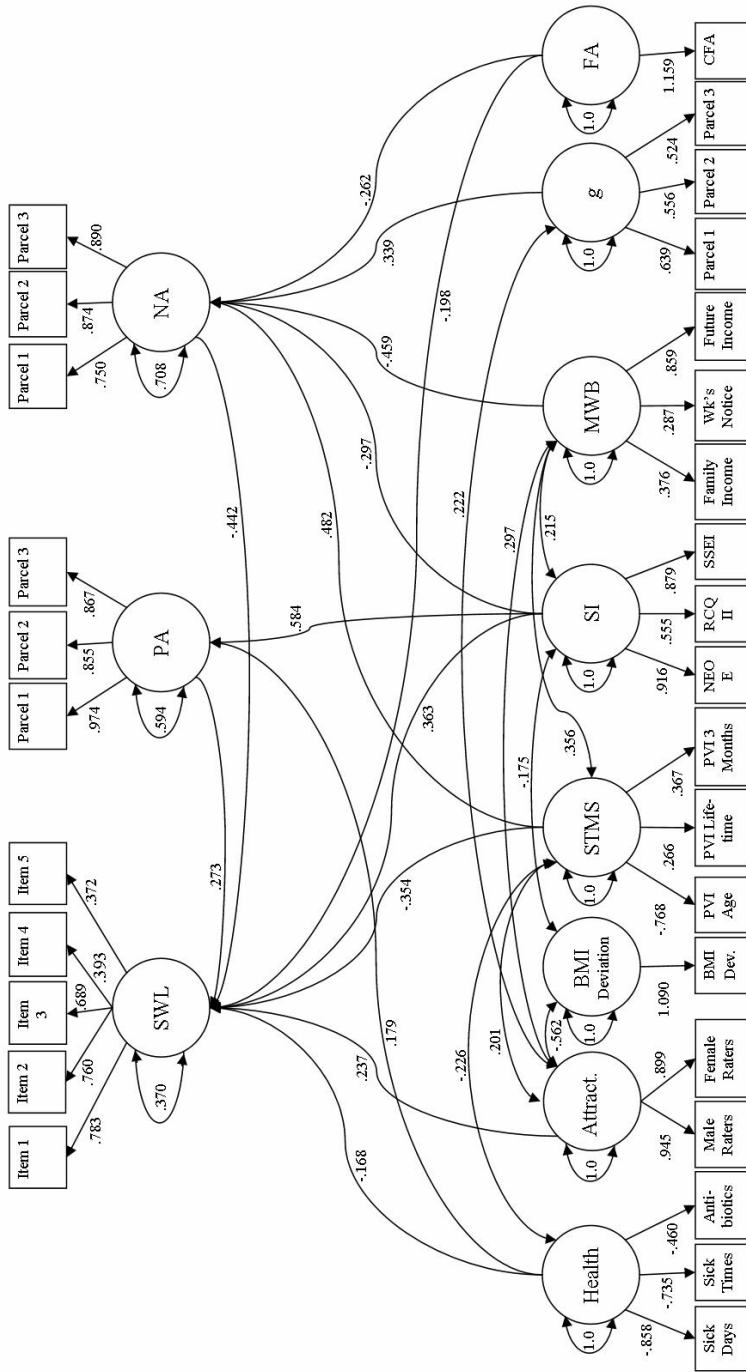 Item 1
Item 2
Item
3
Item 4
Item 5
Parcel 1
Parcel 2
Parcel 3
Parcel 1
Parcel 2
Parcel 3
.783
.760
.689
.393
.372
.974
.855
.867
.750
.874
.890
SWL
PA
NA
.370
.594
.708
.273
-.442
-.262
.339
-.459
-.198
-.297
.482
.584
.222
.363
.297
-.354
-.175
.215
.237
.179
-.168
.356
-.226
.201
-.562
Health
Attract.
BMI
Deviation
STMS
SI
MWB
g
FA
1.0
1.0
1.0
1.0
1.0
1.0
1.0
1.0
-.858
-.735
-.460
.945
.899
1.090
-.768
.266
.367
.916
.555
.879
.376
.287
.859
.639
.556
.524
1.159
Sick
Days
Sick
Times
Anti-
biotics
Male
Raters
Female
Raters
BMI
Dev.
PVI
Age
PVI Life-
time
PVI 3
Months
NEO
E
RCQ
II
SSEI
Family
Income
Wk's
Notice
Future
Income
Parcel 1
Parcel 2
Parcel 3
CFA